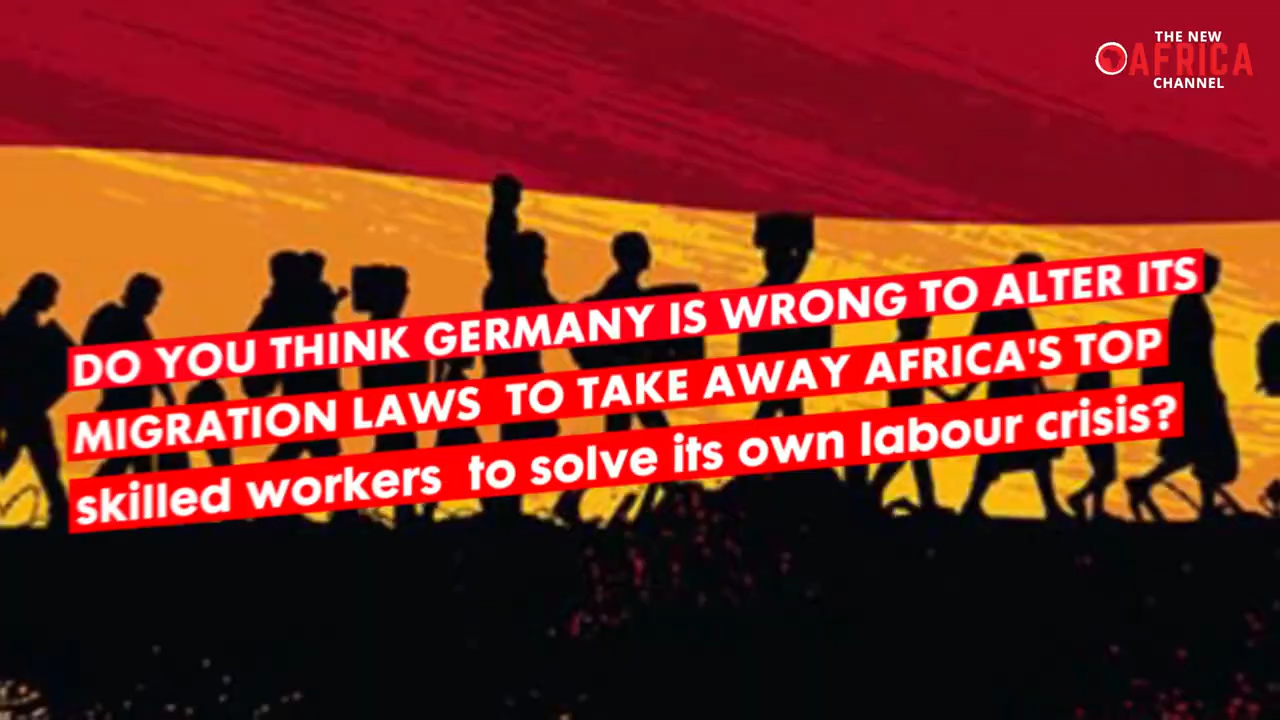 THE NEW
AFRICA
CHANNEL
DO YOU THINK GERMANY IS WRONG TO ALTER ITS
MIGRATION LAWS TO TAKE AWAY AFRICA'S TOP
skilled workers to solve its own labour crisis?